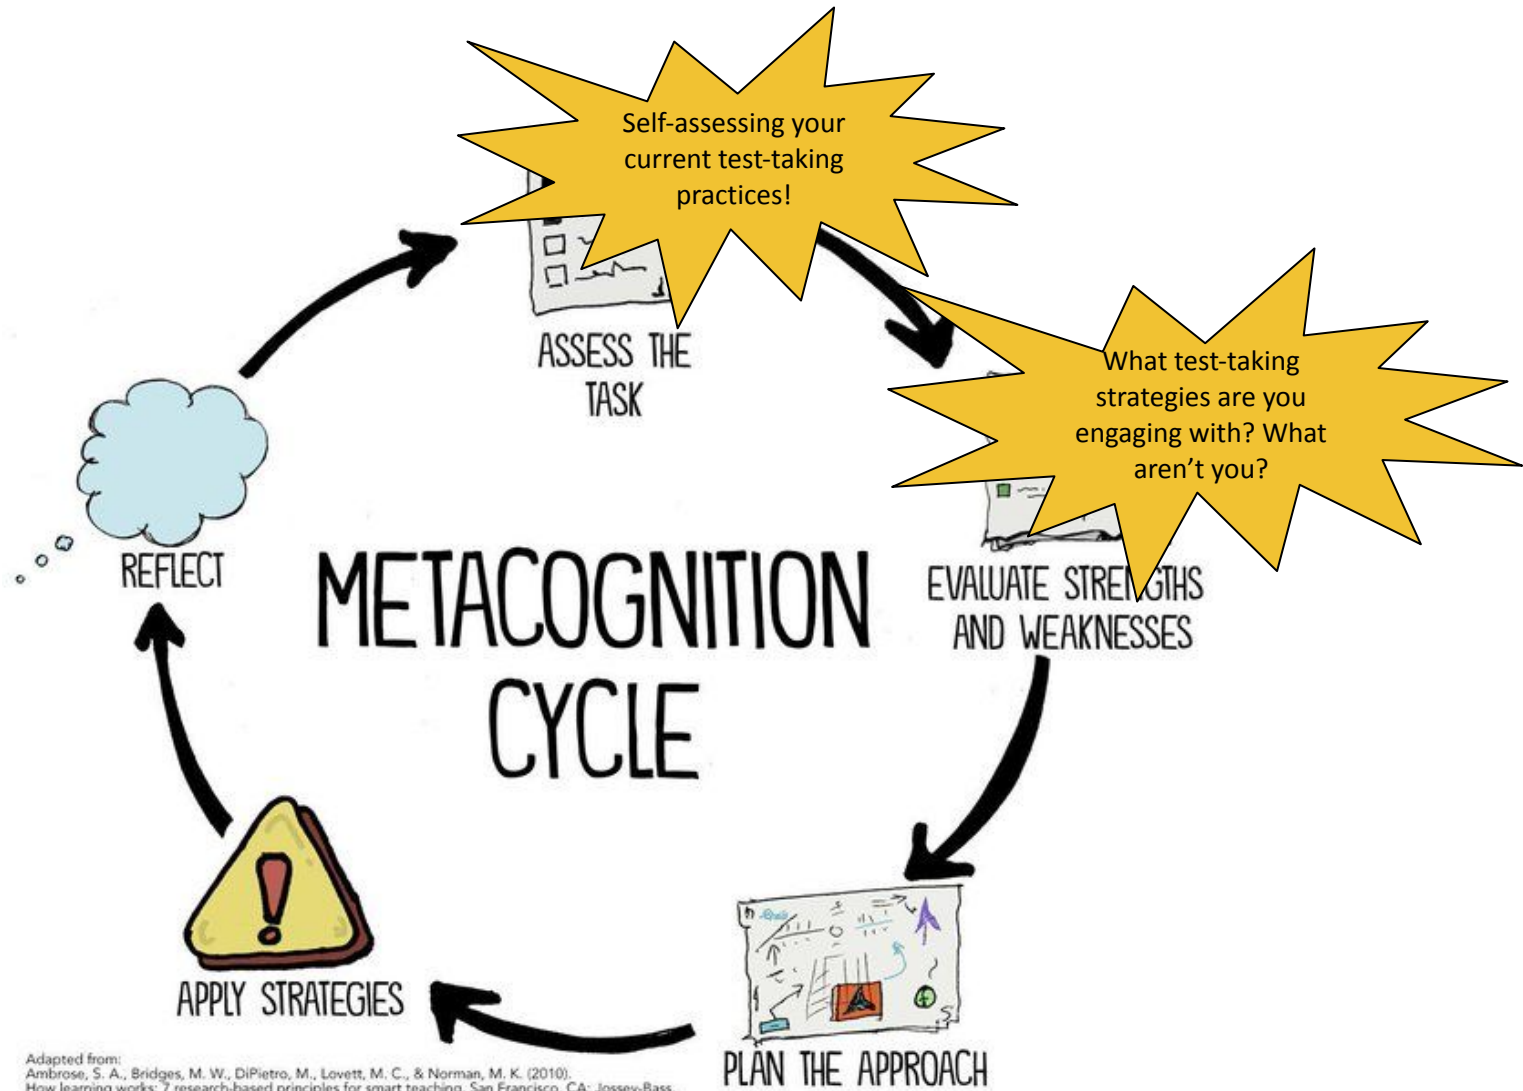 Self-assessing your
current test-taking
practices!
ASSESS THE
TASK
What test-taking
strategies are you
engaging with? What
aren’t you?
EVALUATE STRENGTHS
AND WEAKNESSES
REFLECT
METACOGNITION
CYCLE
APPLY STRATEGIES
PLAN THE APPROACH
Adapted from:
Ambrose, S. A., Bridges, M. W., DiPietro, M., Lovett, M. C., & Norman, M. K. (2010).
How learning works: 7 research-based principles for smart teaching. San Francisco, CA: Jossey-Bass.